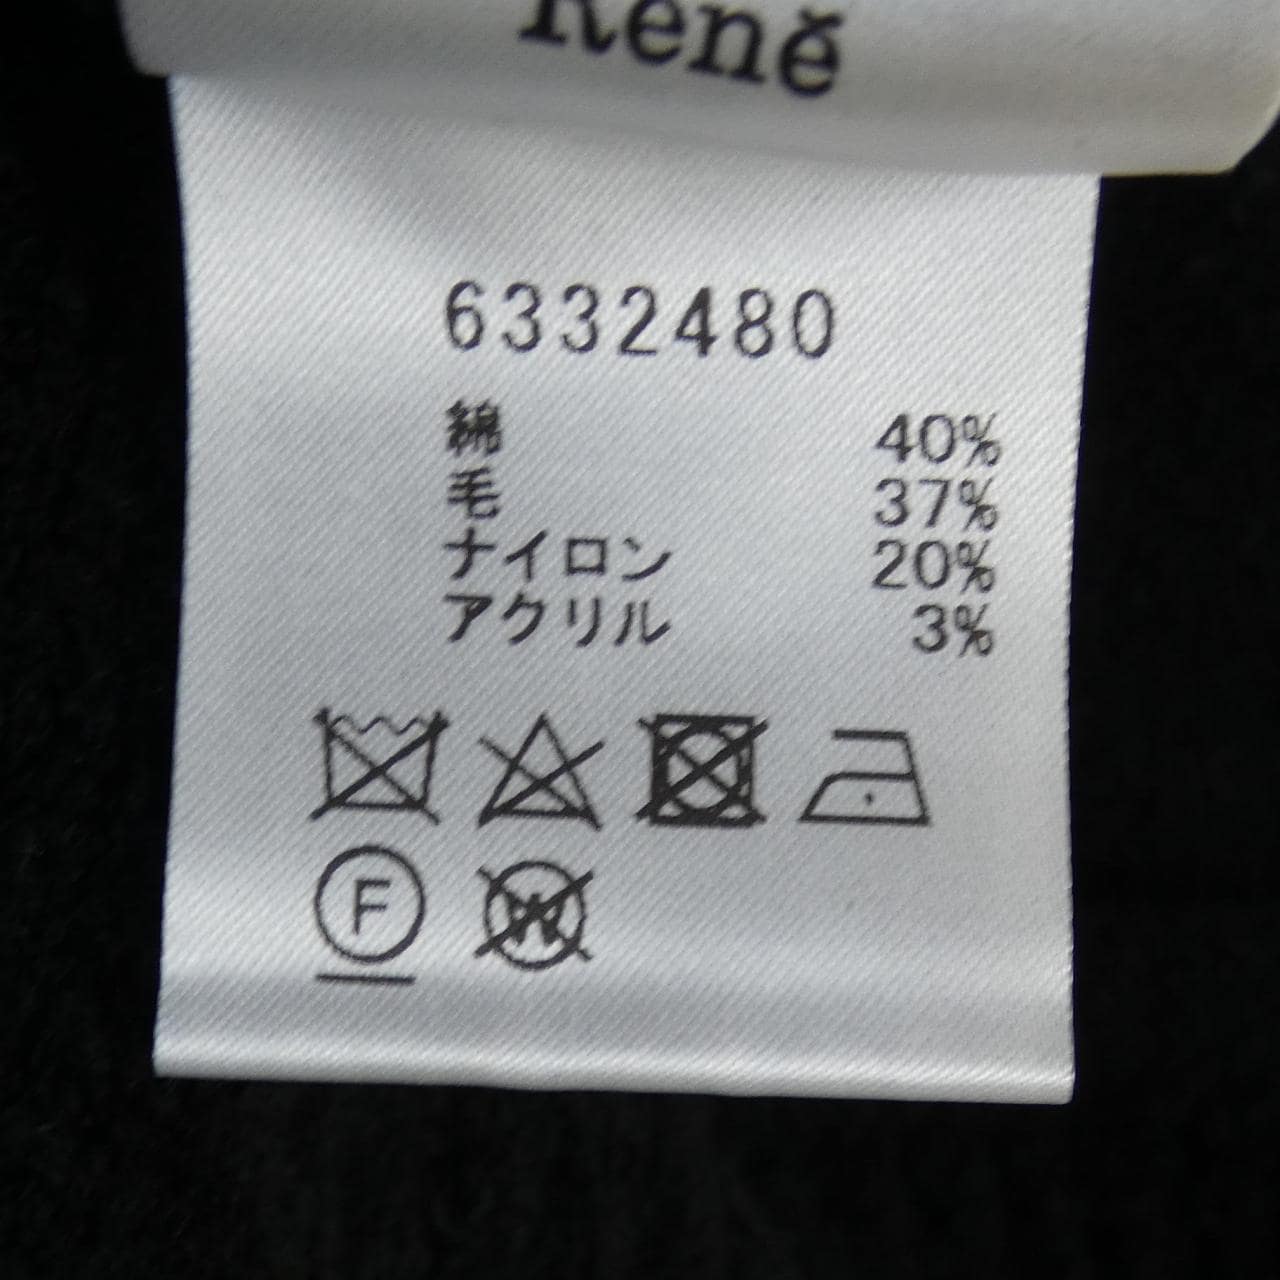 René
6332480
綿 40%
毛 37%
ナイロン 20%
アクリル 3%
F
W